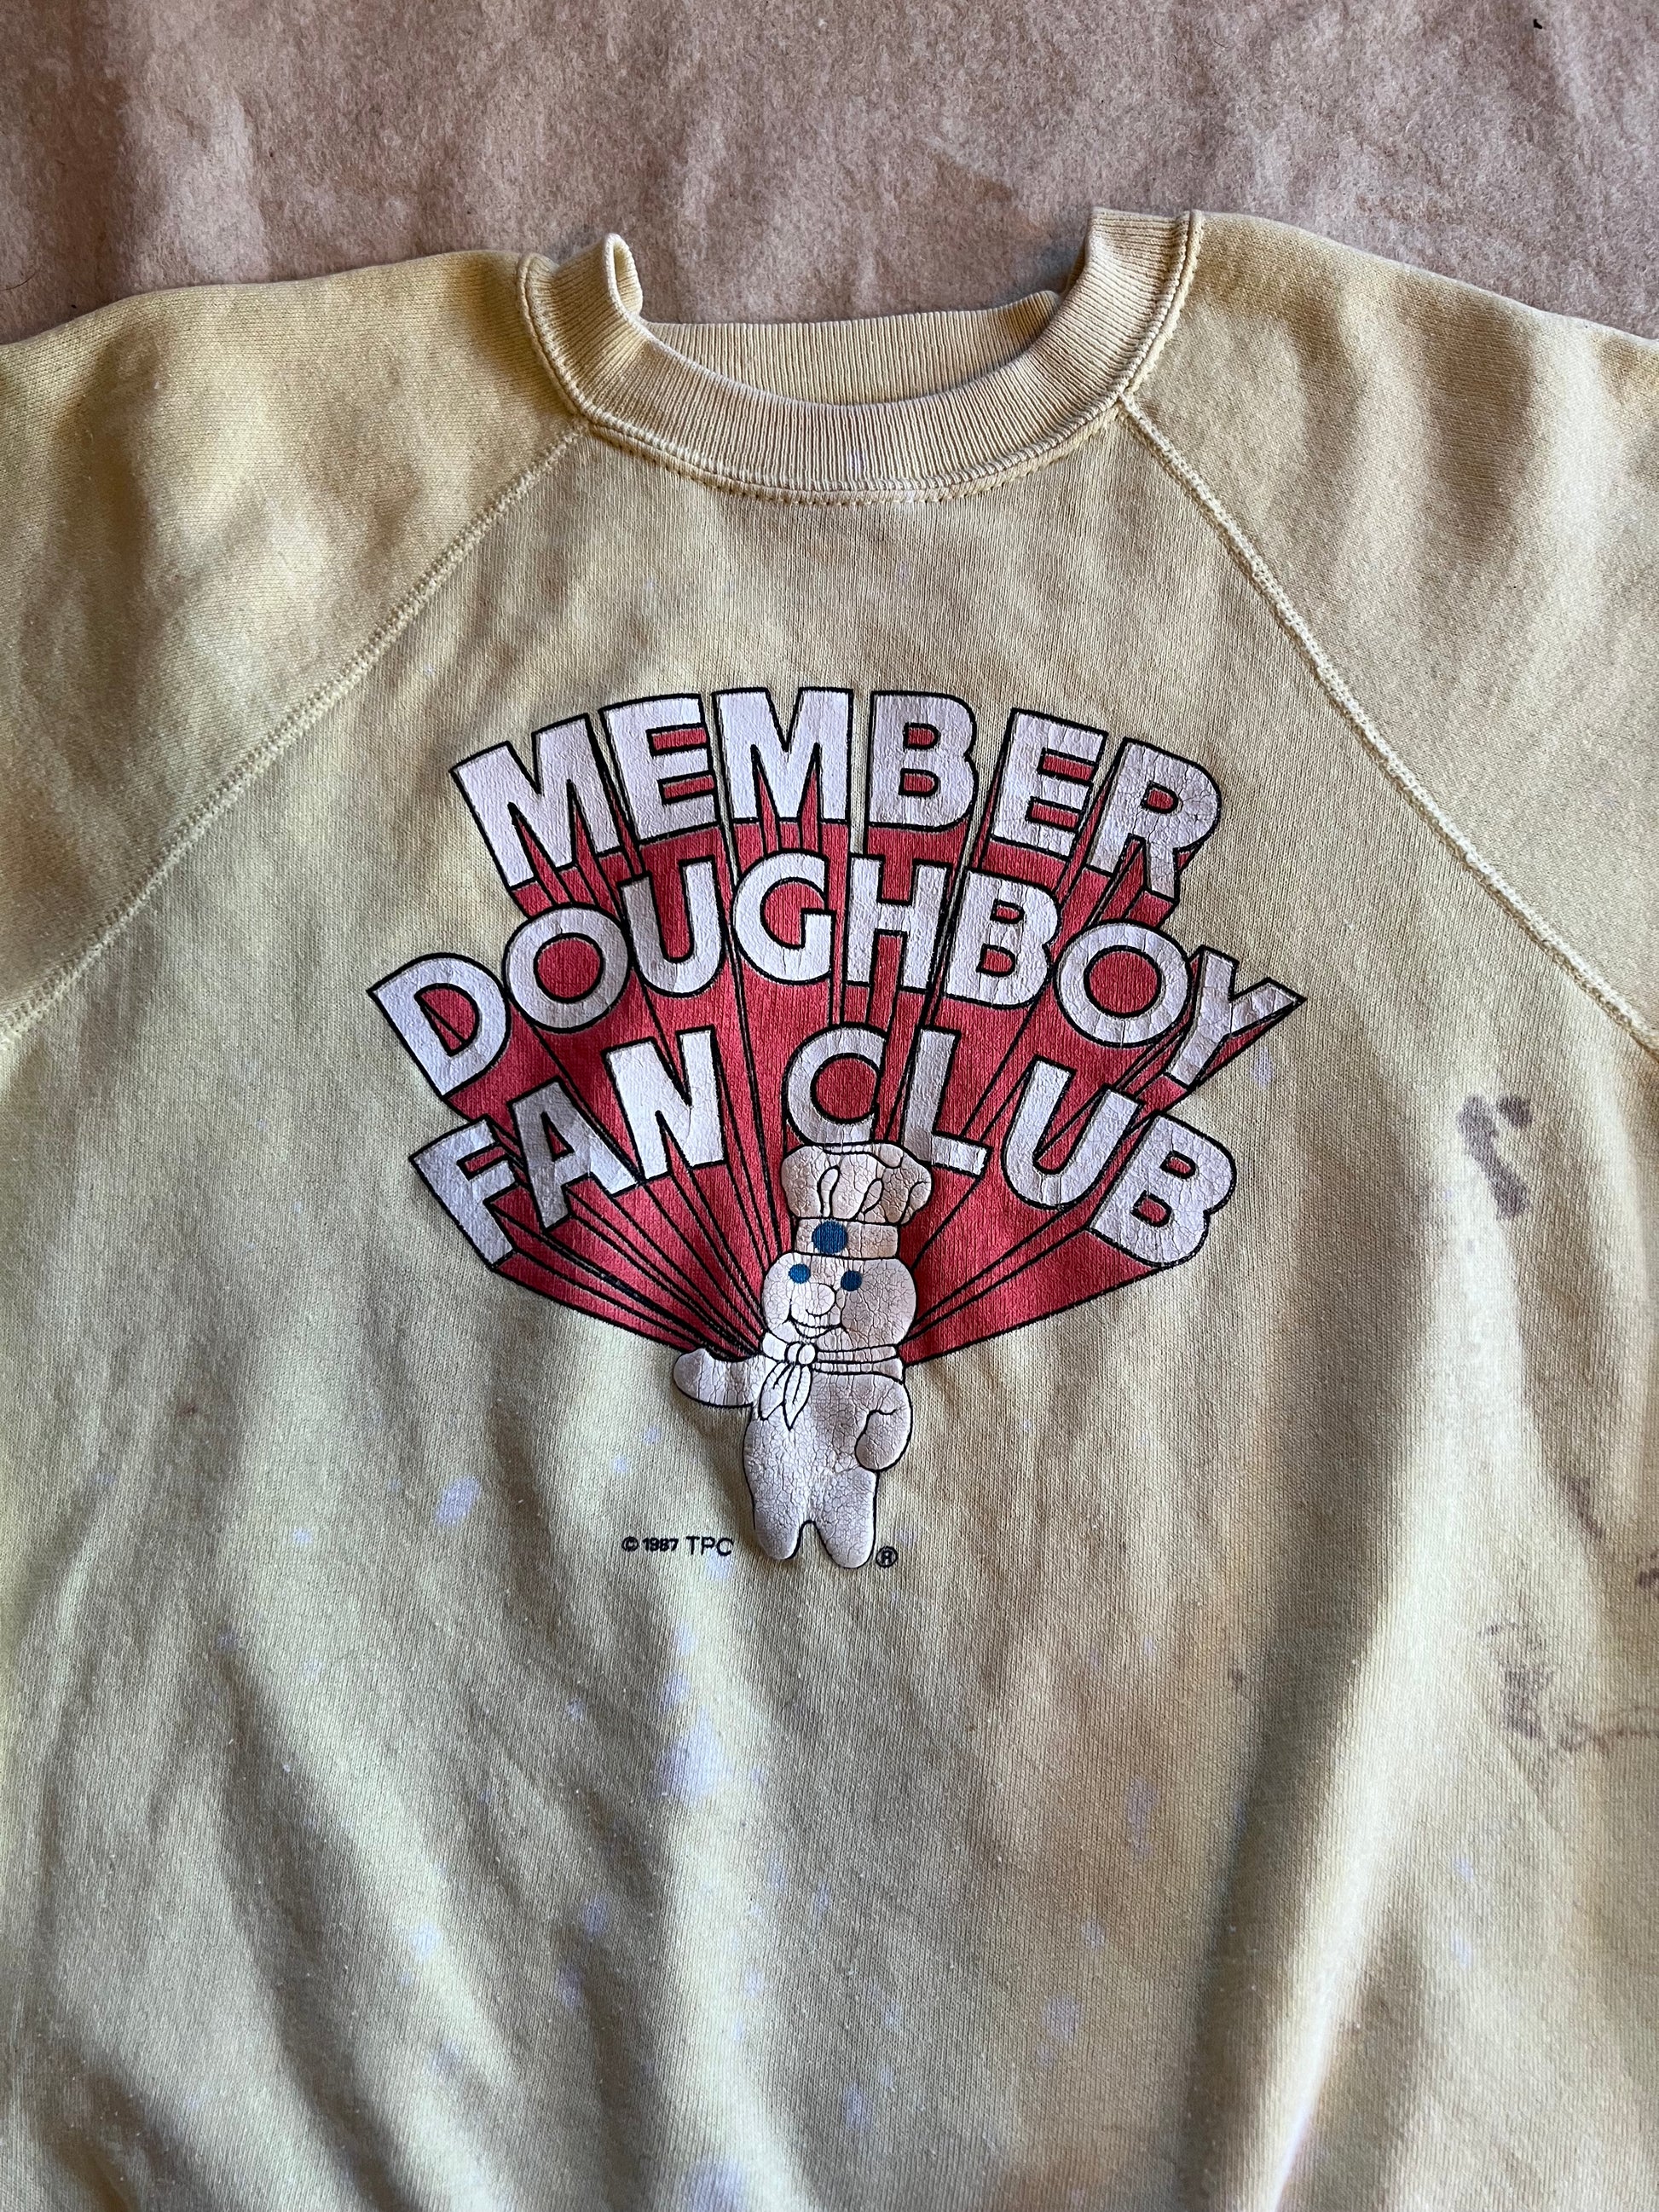 MEMBER
DOUGHBOY
FAN CLUB
© 1987 TPC ®